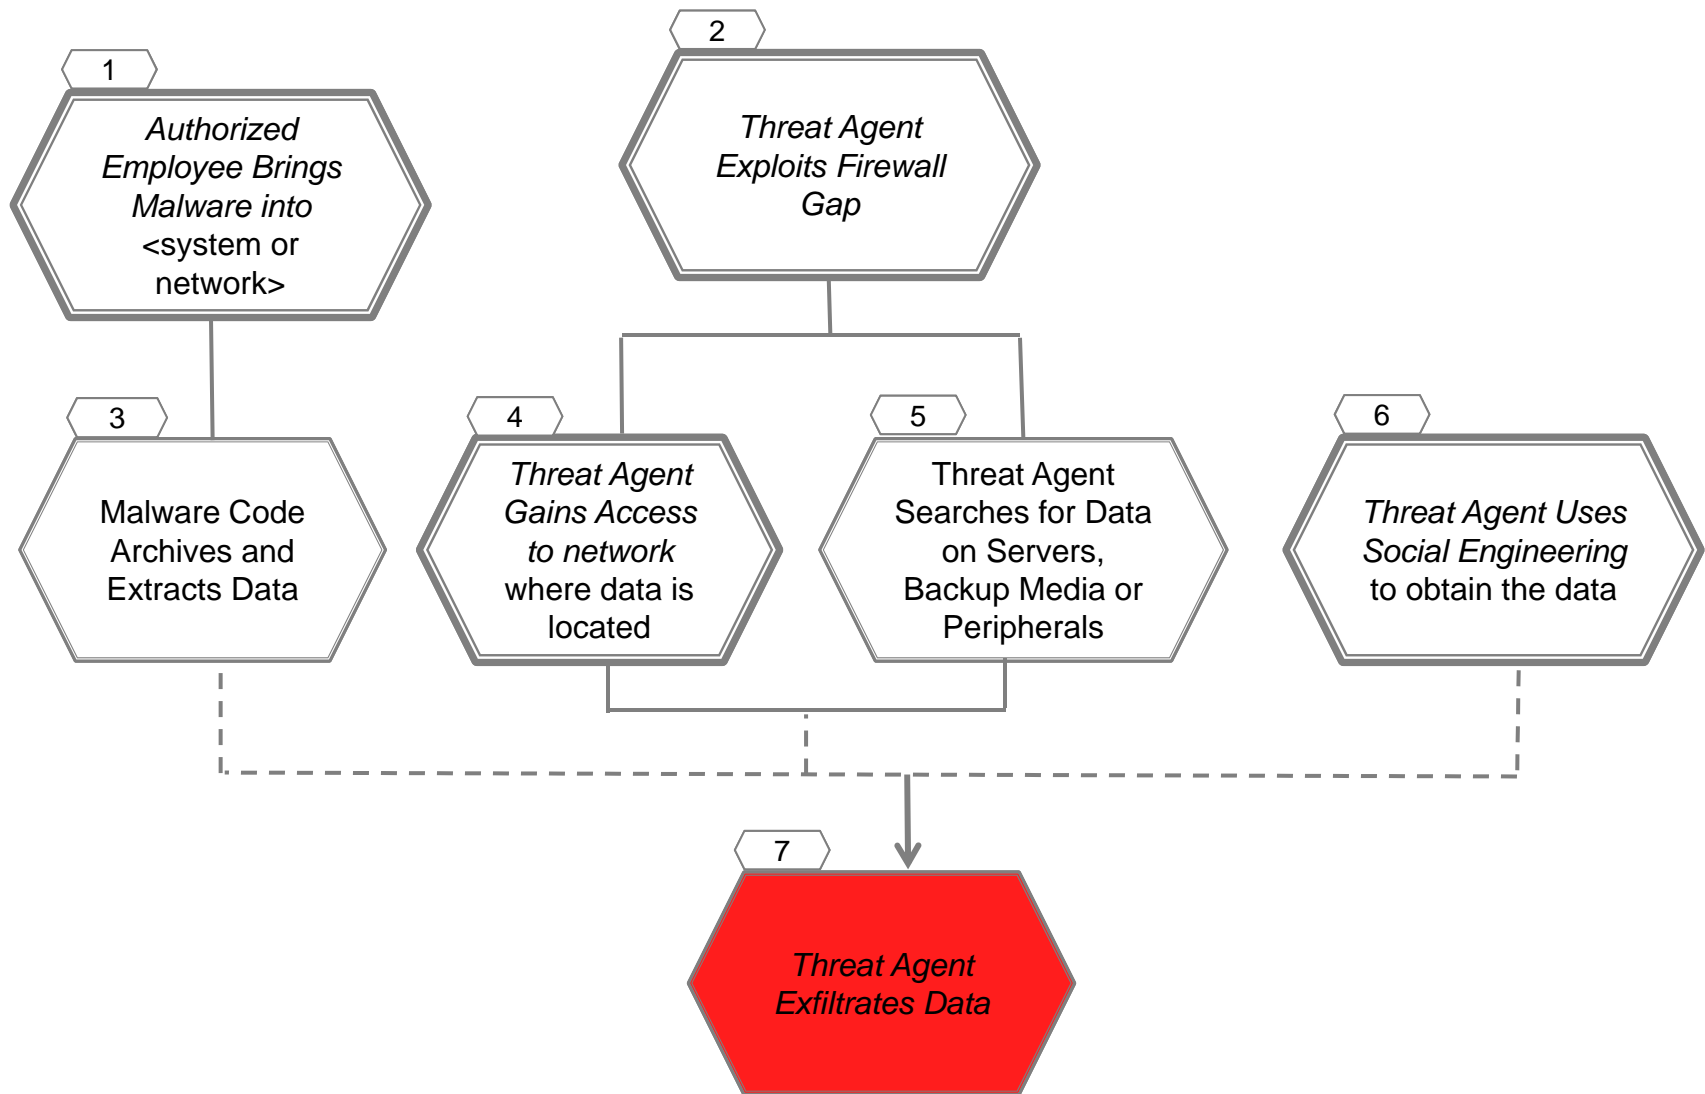 1
Authorized
Employee Brings
Malware into
<system or
network>
2
Threat Agent
Exploits Firewall
Gap
3
Malware Code
Archives and
Extracts Data
4
Threat Agent
Gains Access
to network
where data is
located
5
Threat Agent
Searches for Data
on Servers,
Backup Media or
Peripherals
6
Threat Agent Uses
Social Engineering
to obtain the data
7
Threat Agent
Exfiltrates Data